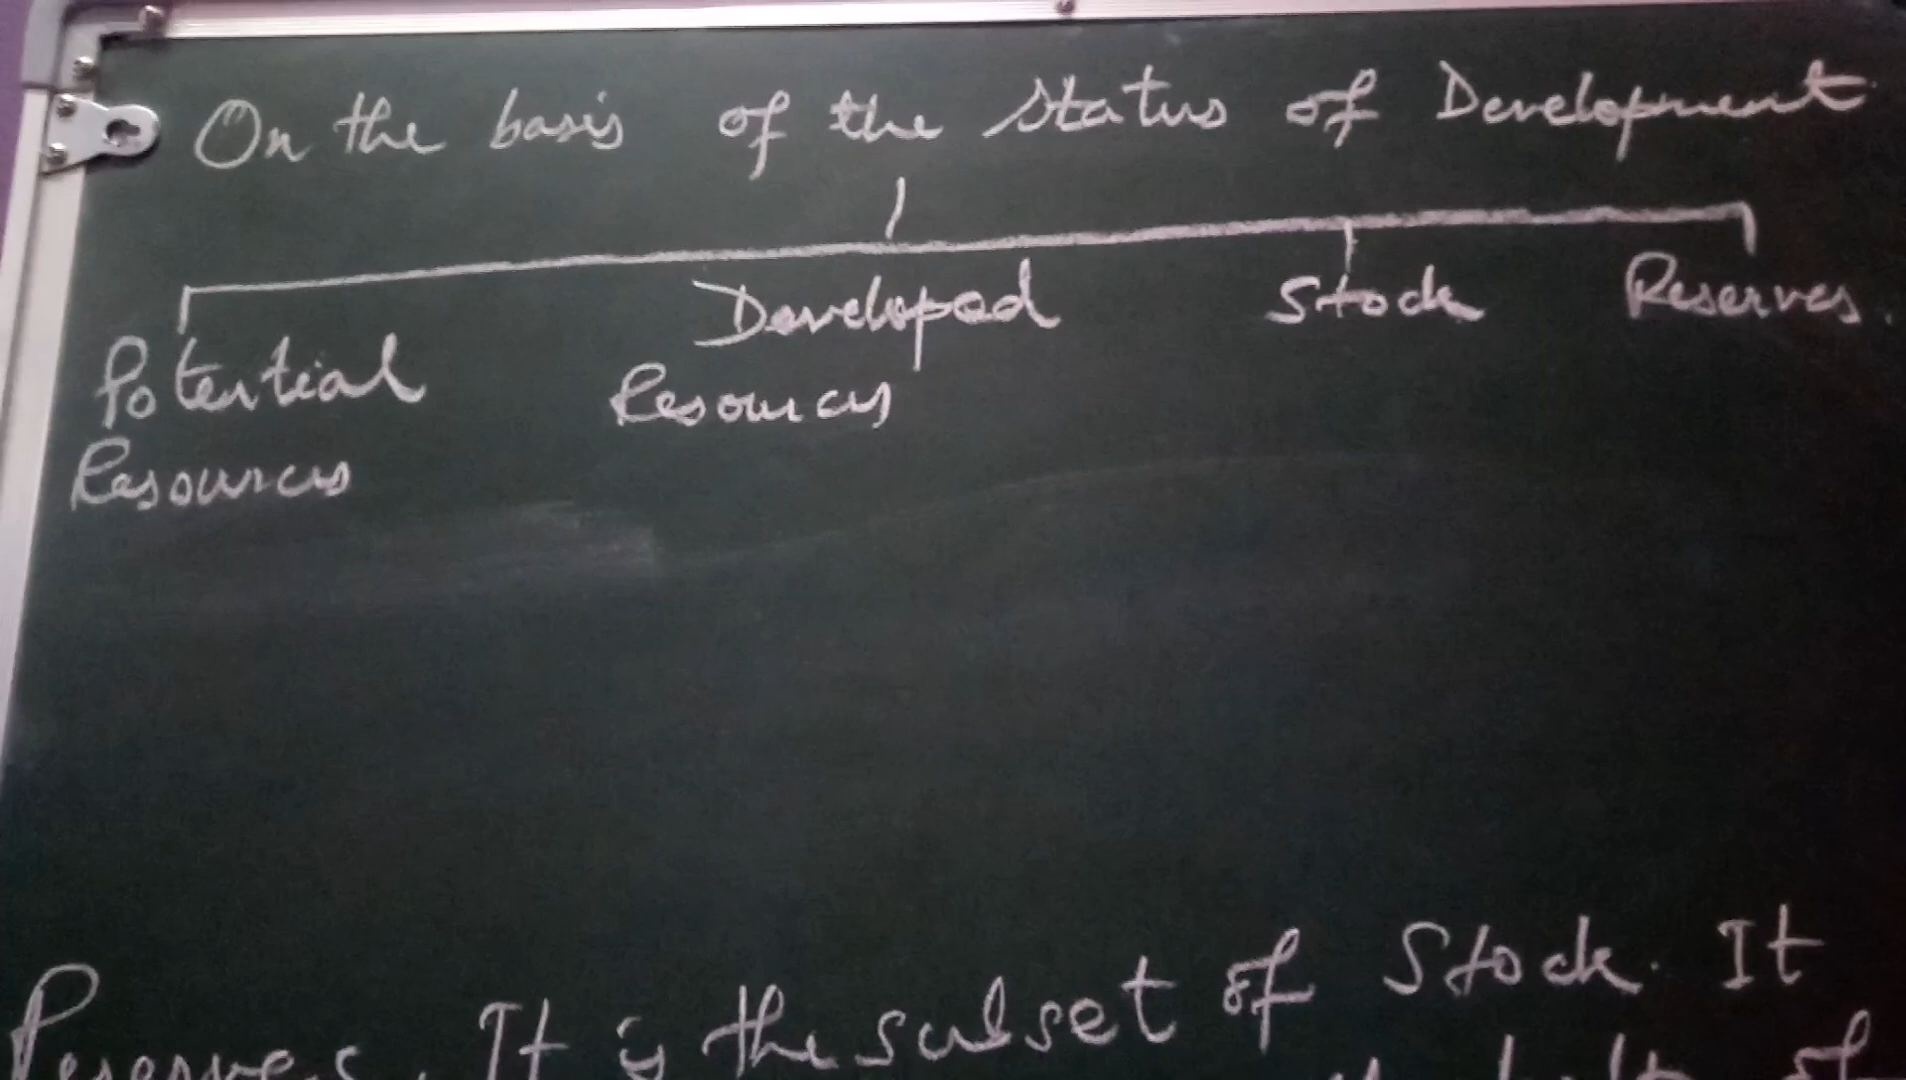 On the basis of the Status of Development
Potential Resources
Developed Resources
Stock
Reserves.
Reserves. It is the subset of Stock. It
of